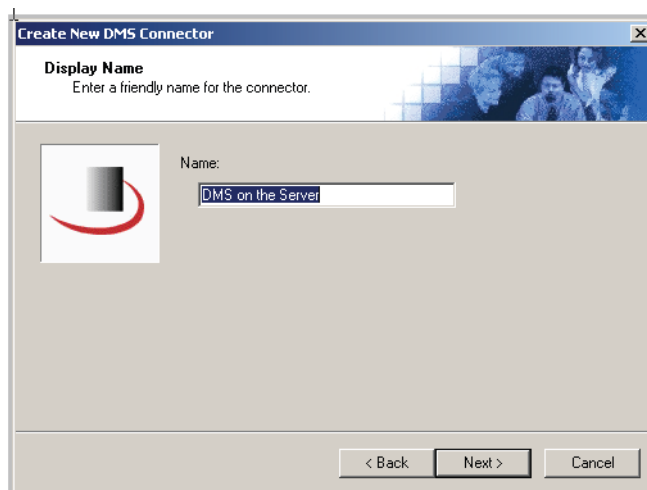 Create New DMS Connector
Display Name
Enter a friendly name for the connector.
Name:
DMS on the Server
< Back
Next >
Cancel